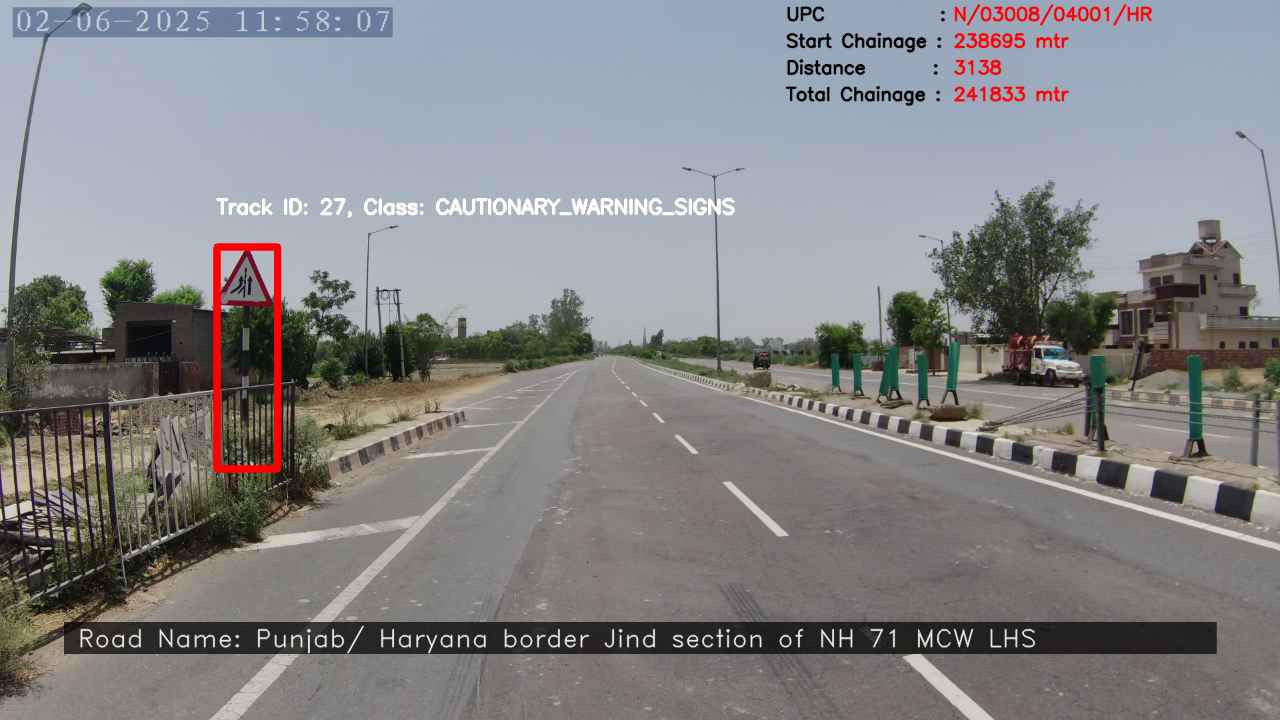 02-06-2025 11:58:07
UPC : N/03008/04001/HR
Start Chainage : 238695 mtr
Distance : 3138
Total Chainage : 241833 mtr
Track ID: 27, Class: CAUTIONARY_WARNING_SIGNS
Road Name: Punjab/ Haryana border Jind section of NH 71 MCW LHS